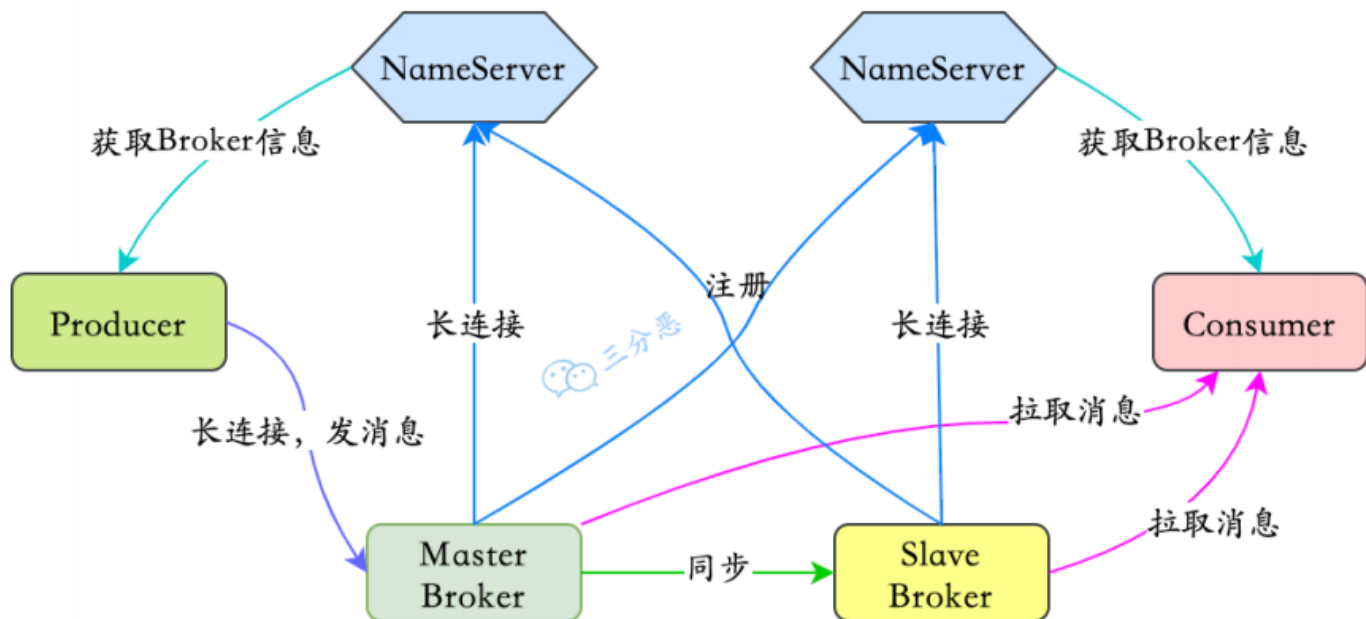 NameServer
NameServer
获取Broker信息
获取Broker信息
注册
Producer
长连接
三分恶
长连接
Consumer
拉取消息
长连接，发消息
拉取消息
Master
Broker
同步
Slave
Broker